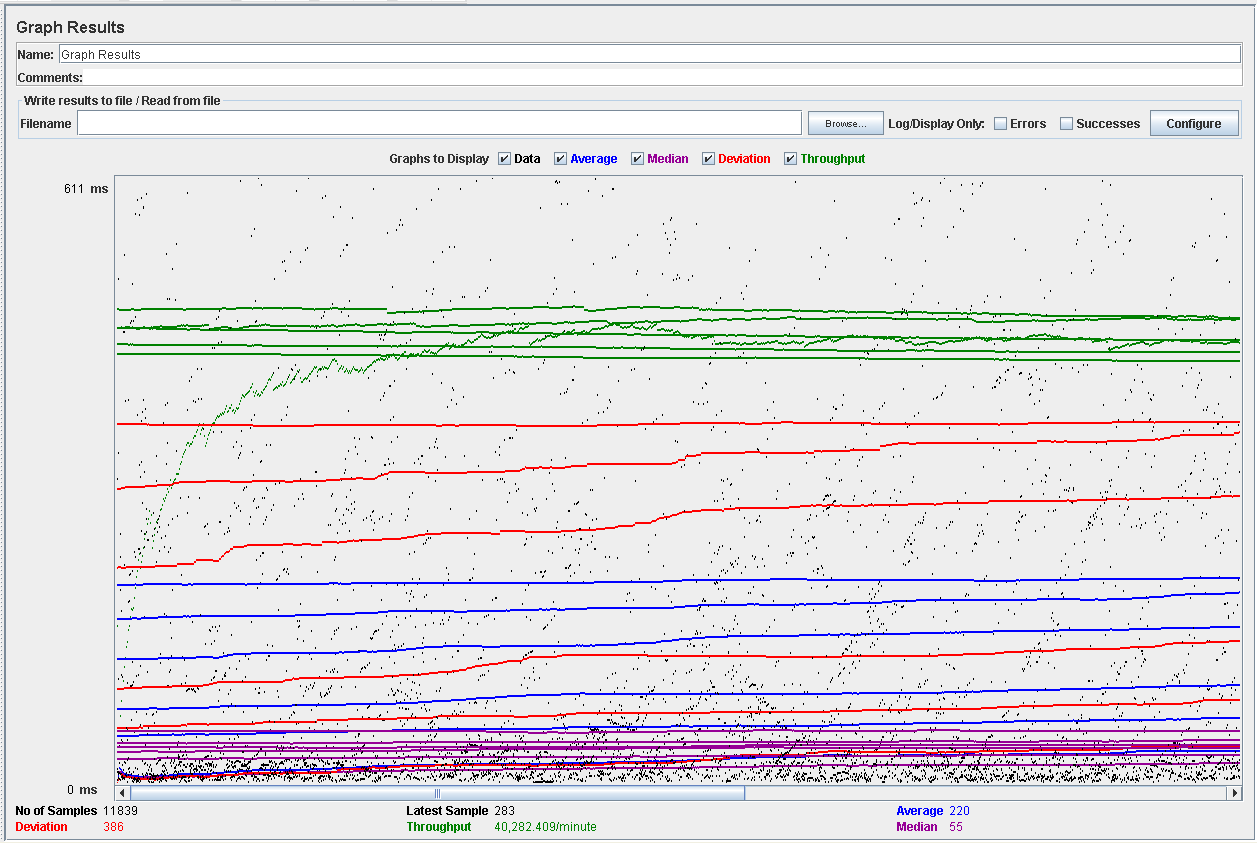 Graph Results
Name: Graph Results
Comments:
Write results to file / Read from file
Filename Browse... Log/Display Only: Errors Successes Configure
Graphs to Display Data Average Median Deviation Throughput
611 ms
0 ms
No of Samples 11839 Latest Sample 283 Average 220
Deviation 386 Throughput 40,282.409/minute Median 55